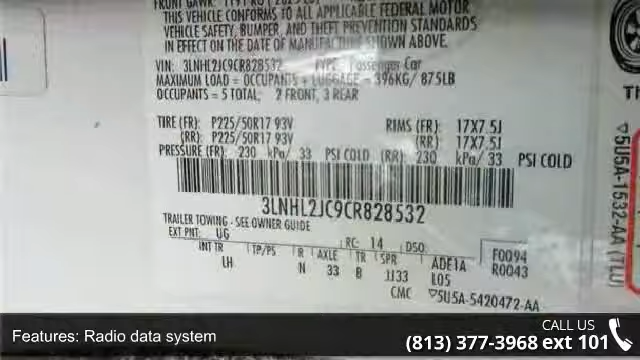 THIS VEHICLE CONFORMS TO ALL APPLICABLE FEDERAL MOTOR
VEHICLE SAFETY, BUMPER, AND THEFT PREVENTION STANDARDS
IN EFFECT ON THE DATE OF MANUFACTURE SHOWN ABOVE.
VIN: 3LNHL2JC9CR828532 TYPE: Passenger Car
MAXIMUM LOAD = OCCUPANTS + LUGGAGE = 396KG/ 875LB
OCCUPANTS = 5 TOTAL; 2 FRONT, 3 REAR
TIRE (FR): P225/50R17 93V RIMS (FR): 17X7.5J
(RR): P225/50R17 93V (RR): 17X7.5J
PRESSURE (FR): 230 kPa/ 33 PSI COLD (RR): 230 kPa/ 33 PSI COLD
3LNHL2JC9CR828532
TRAILER TOWING - SEE OWNER GUIDE
EXT PNT: UG RC: 14 DSO: F0094
INT TR TP/PS R AXLE TR SPR ADE1A R0043
LH N 33 B JJ33 L05
CMC ▽5U5A-5420472-AA
▽5U5A-1532-AA (7LU)
Features: Radio data system
CALL US
(813) 377-3968 ext 101